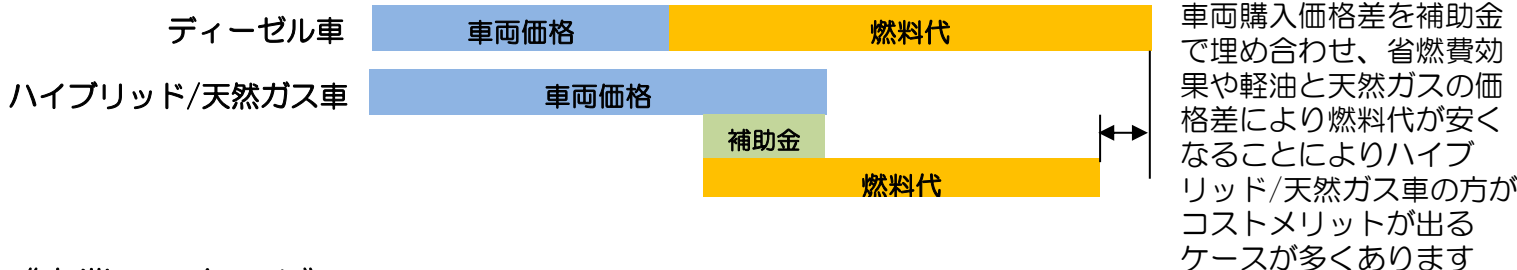 ディーゼル車
車両価格
燃料代
ハイブリッド/天然ガス車
車両価格
補助金
燃料代
車両購入価格差を補助金
で埋め合わせ、省燃費効
果や軽油と天然ガスの価
格差により燃料代が安く
なることによりハイブ
リッド/天然ガス車の方が
コストメリットが出る
ケースが多くあります